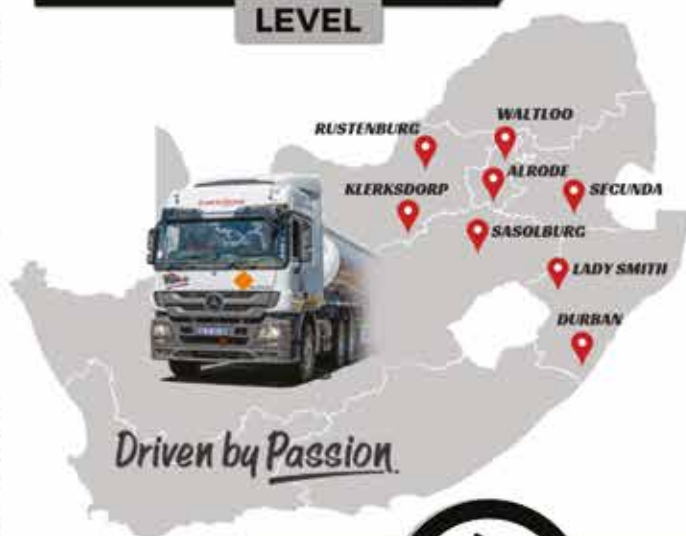 LEVEL
WALTLOO
RUSTENBURG
ALRODE
KLERKSDORP
SECUNDA
SASOLBURG
LADY SMITH
DURBAN
Driven by Passion.